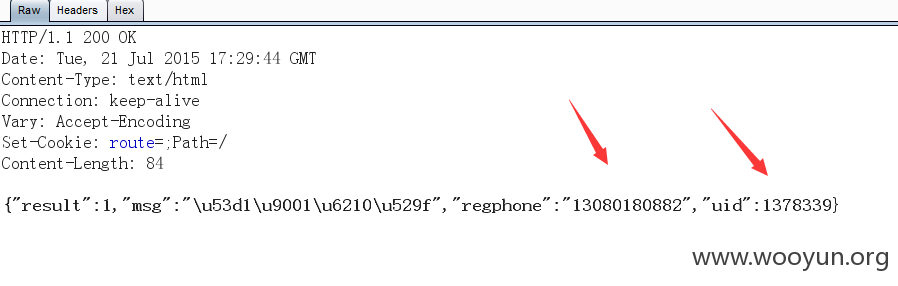 Raw Headers Hex
HTTP/1.1 200 OK
Date: Tue, 21 Jul 2015 17:29:44 GMT
Content-Type: text/html
Connection: keep-alive
Vary: Accept-Encoding
Set-Cookie: route=;Path=/
Content-Length: 84
{"result":1,"msg":"\u53d1\u9001\u6210\u529f","regphone":"13080180882","uid":1378339}
www.wooyun.org